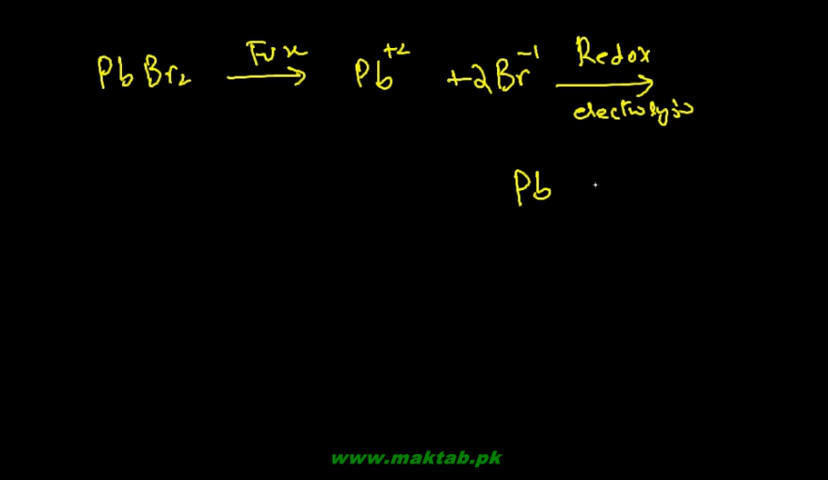 PbBr₂ ⟶ Fuse Pb⁺² + 2Br⁻¹ ⟶ Redox
electrolysis
Pb
www.maktab.pk